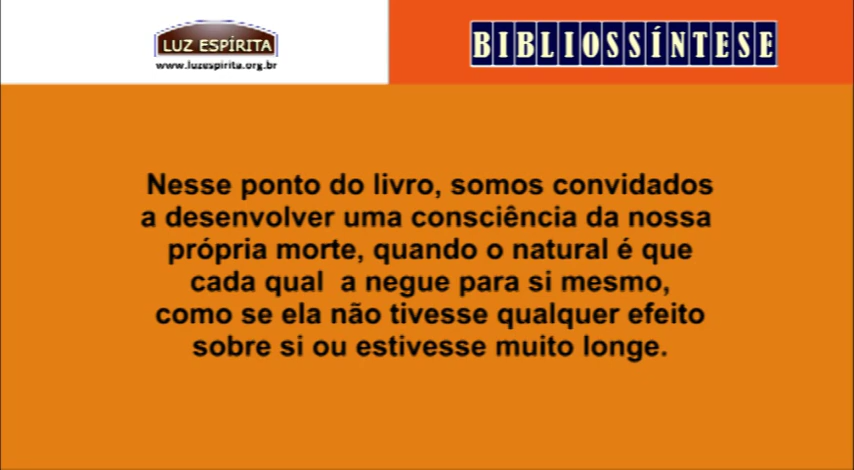 LUZ ESPÍRITA
www.luzespirita.org.br
BIBLIOSSÍNTESE
Nesse ponto do livro, somos convidados
a desenvolver uma consciência da nossa
própria morte, quando o natural é que
cada qual a negue para si mesmo,
como se ela não tivesse qualquer efeito
sobre si ou estivesse muito longe.